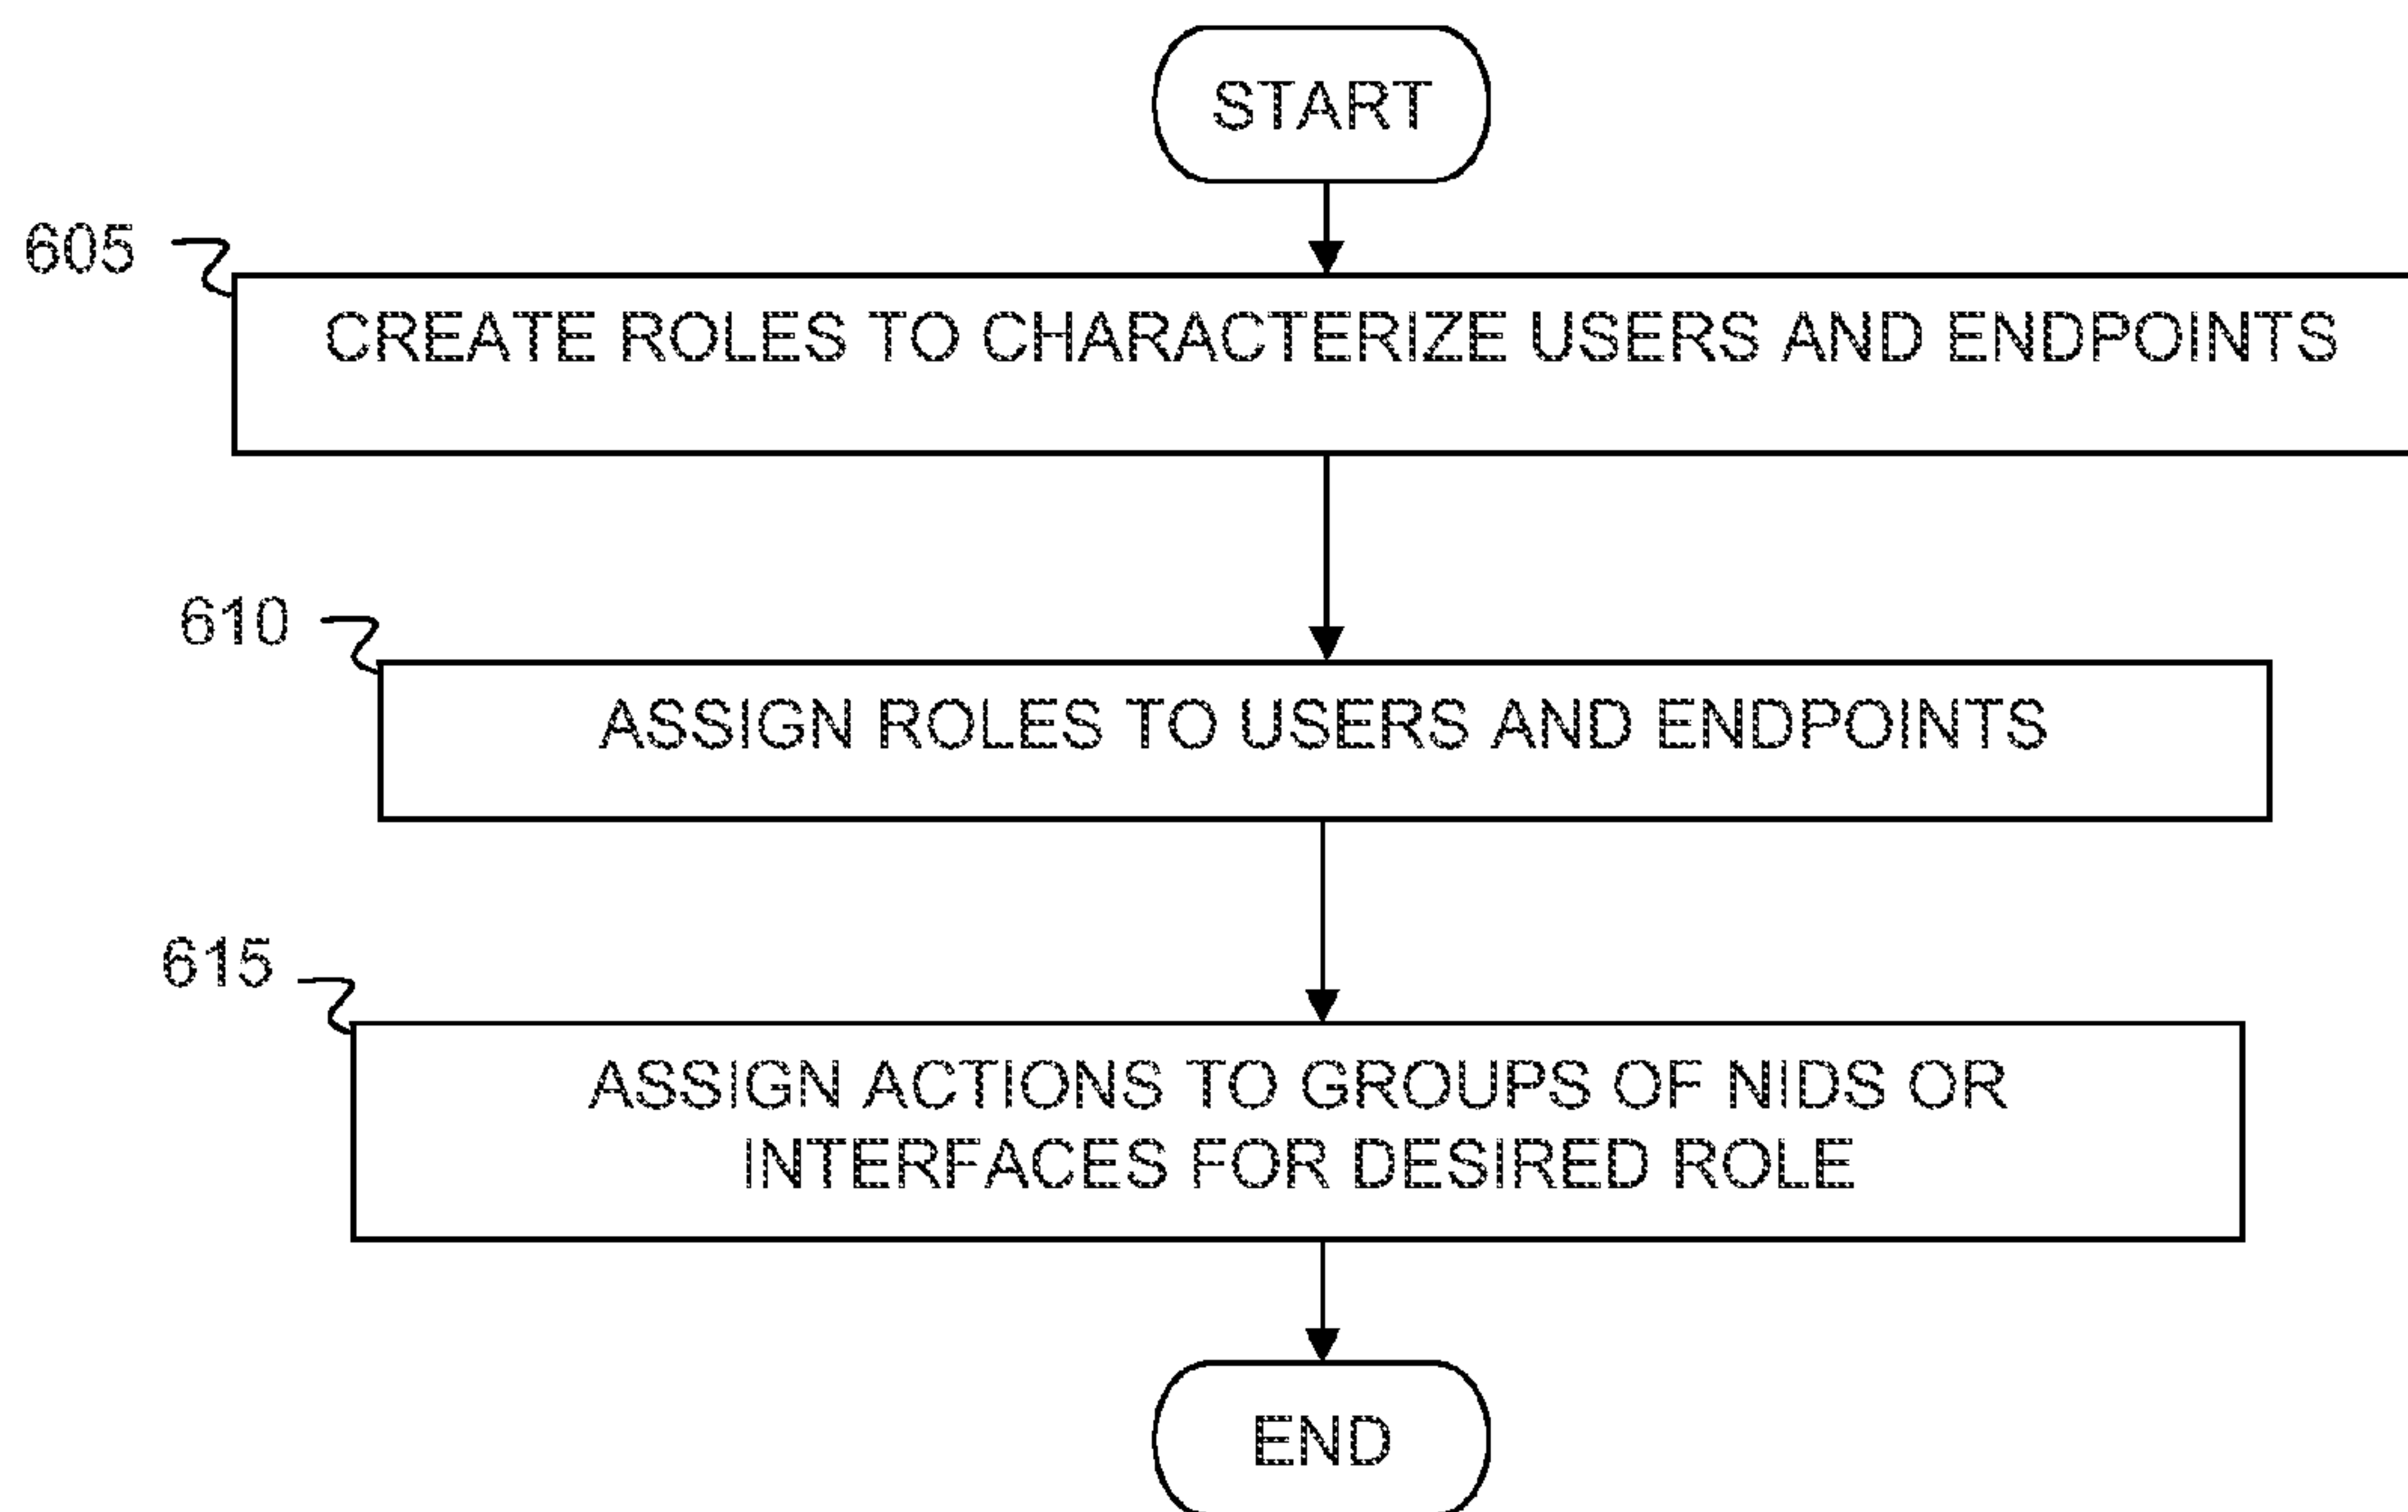 START
605
CREATE ROLES TO CHARACTERIZE USERS AND ENDPOINTS
610
ASSIGN ROLES TO USERS AND ENDPOINTS
615
ASSIGN ACTIONS TO GROUPS OF NIDS OR
INTERFACES FOR DESIRED ROLE
END